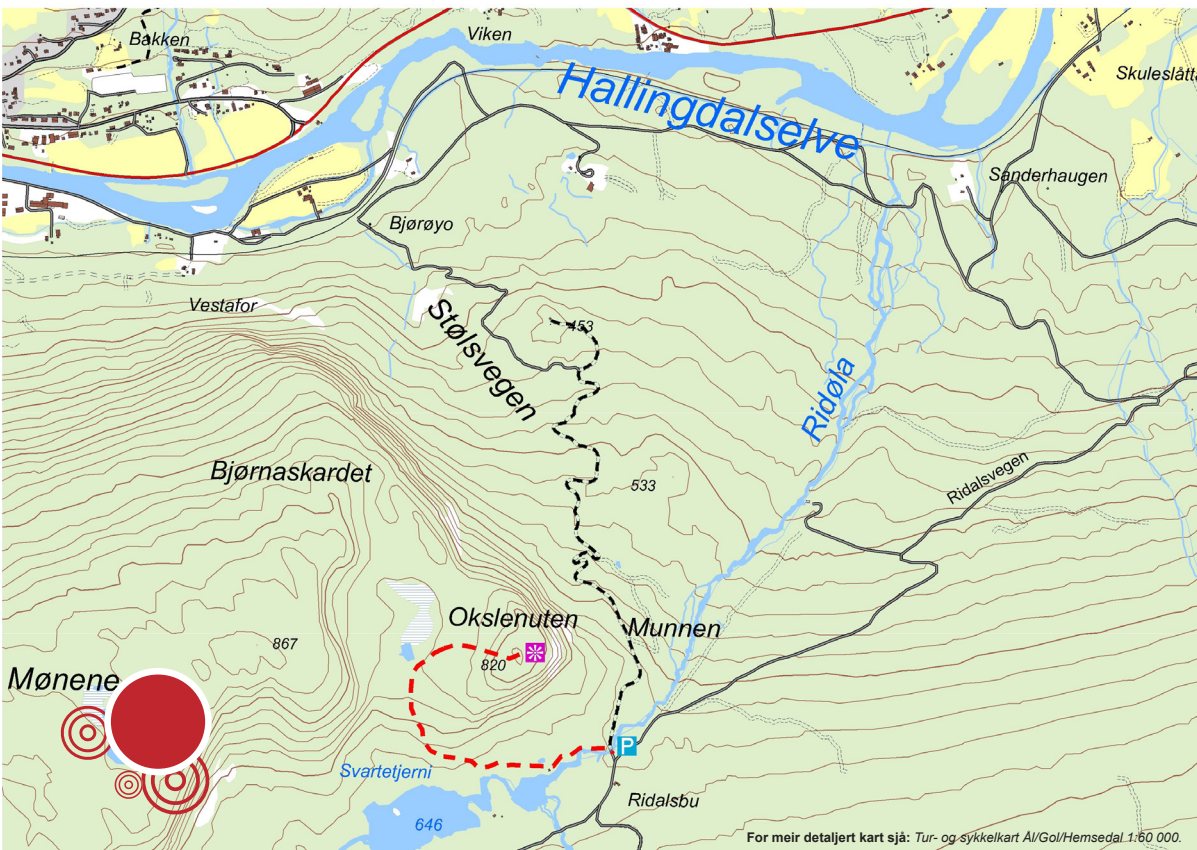 Viken
Bakken
Skuleslått
Hallingdalselve
Sanderhaugen
Bjørøyo
Vestafor
Stølsvegen
453
Ridøla
Bjørnaskardet
533
Ridalsvegen
Okslenuten
Munnen
867
820
Mønene
P
Svartetjerni
Ridalsbu
646
For meir detaljert kart sjå: Tur- og sykkelkart Ål/Gol/Hemsedal 1:60 000.